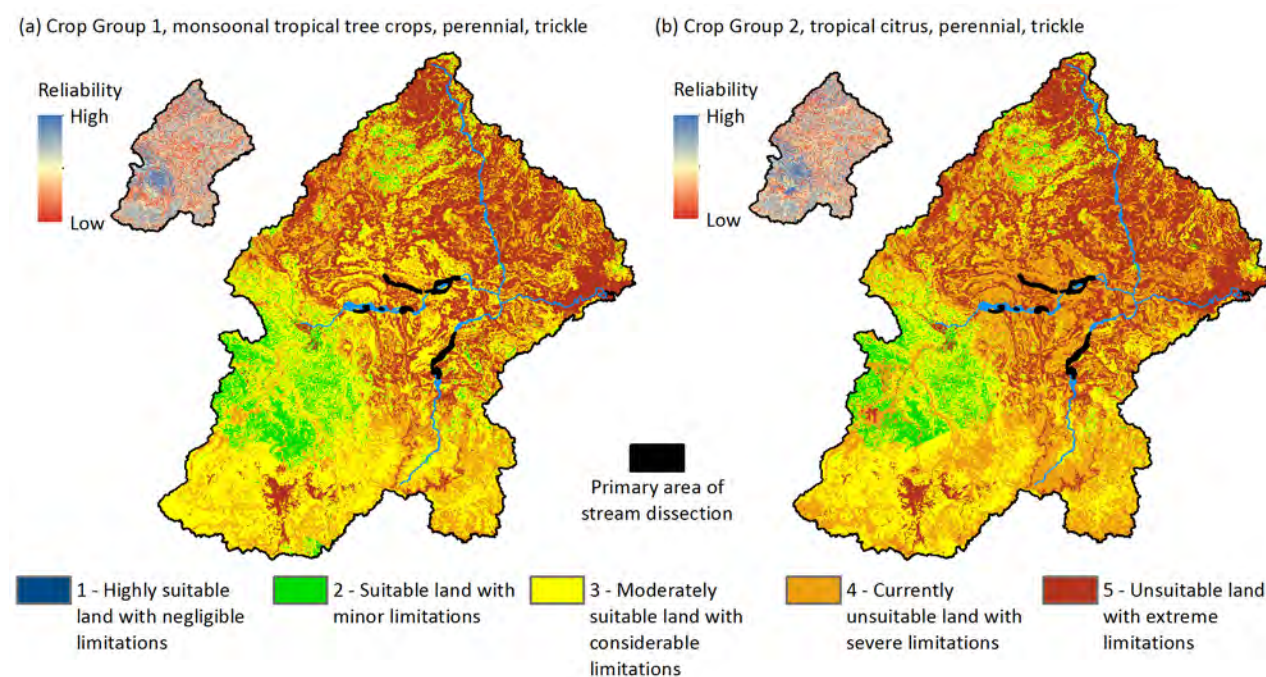 (a) Crop Group 1, monsoonal tropical tree crops, perennial, trickle
(b) Crop Group 2, tropical citrus, perennial, trickle
Reliability
High
Low
Reliability
High
Low
Primary area of
stream dissection
1 - Highly suitable
land with negligible
limitations
2 - Suitable land with
minor limitations
3 - Moderately
suitable land with
considerable
limitations
4 - Currently
unsuitable land with
severe limitations
5 - Unsuitable land
with extreme
limitations